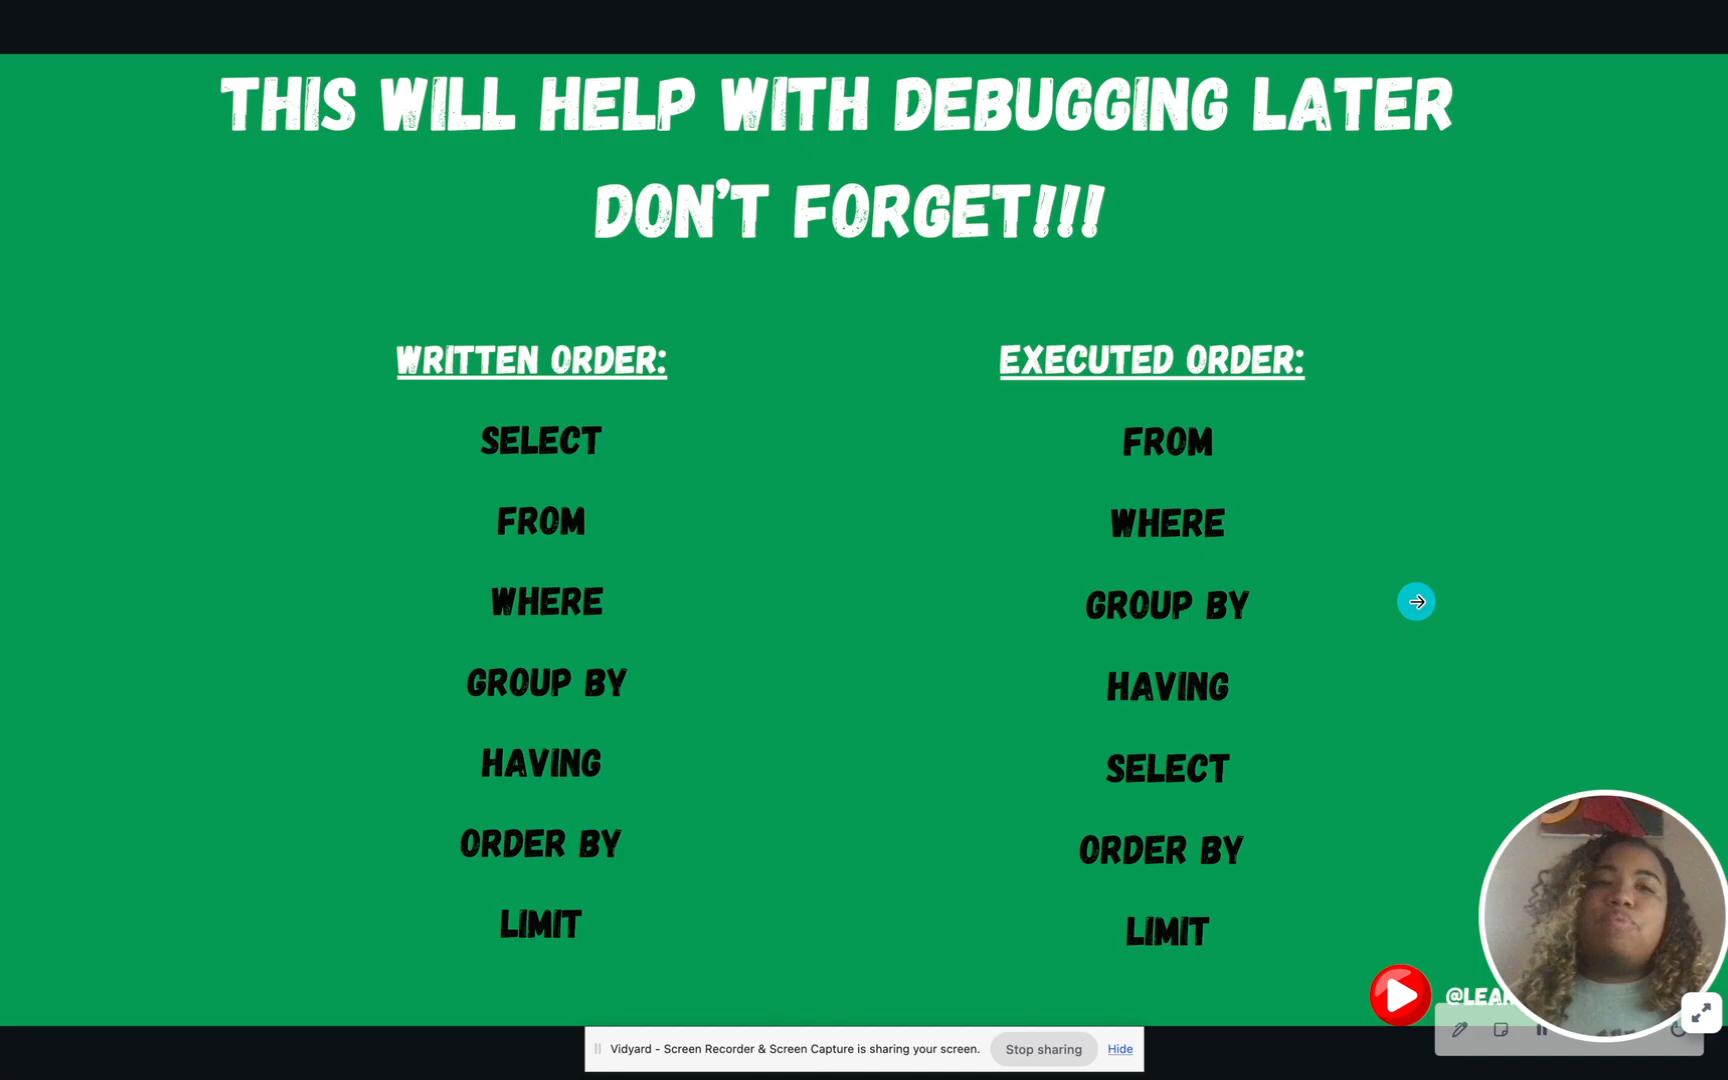 THIS WILL HELP WITH DEBUGGING LATER
DON'T FORGET!!!
WRITTEN ORDER:
SELECT
FROM
WHERE
GROUP BY
HAVING
ORDER BY
LIMIT
EXECUTED ORDER:
FROM
WHERE
GROUP BY
HAVING
SELECT
ORDER BY
LIMIT
Vidyard - Screen Recorder & Screen Capture is sharing your screen.
Stop sharing
Hide